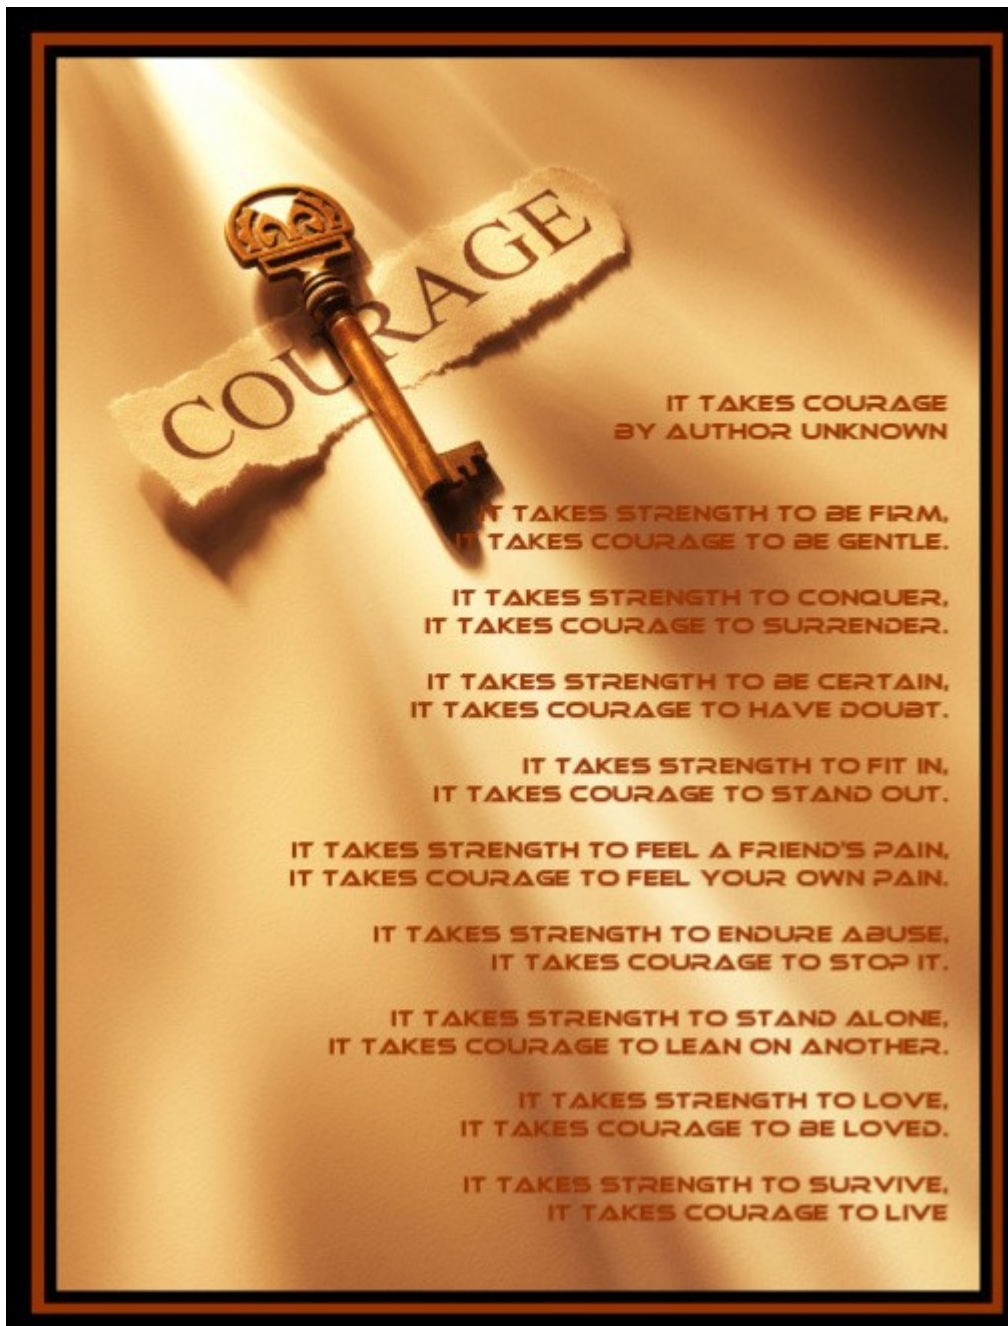 COURAGE
IT TAKES COURAGE
BY AUTHOR UNKNOWN
IT TAKES STRENGTH TO BE FIRM,
IT TAKES COURAGE TO BE GENTLE.
IT TAKES STRENGTH TO CONQUER,
IT TAKES COURAGE TO SURRENDER.
IT TAKES STRENGTH TO BE CERTAIN,
IT TAKES COURAGE TO HAVE DOUBT.
IT TAKES STRENGTH TO FIT IN,
IT TAKES COURAGE TO STAND OUT.
IT TAKES STRENGTH TO FEEL A FRIEND'S PAIN,
IT TAKES COURAGE TO FEEL YOUR OWN PAIN.
IT TAKES STRENGTH TO ENDURE ABUSE,
IT TAKES COURAGE TO STOP IT.
IT TAKES STRENGTH TO STAND ALONE,
IT TAKES COURAGE TO LEAN ON ANOTHER.
IT TAKES STRENGTH TO LOVE,
IT TAKES COURAGE TO BE LOVED.
IT TAKES STRENGTH TO SURVIVE,
IT TAKES COURAGE TO LIVE